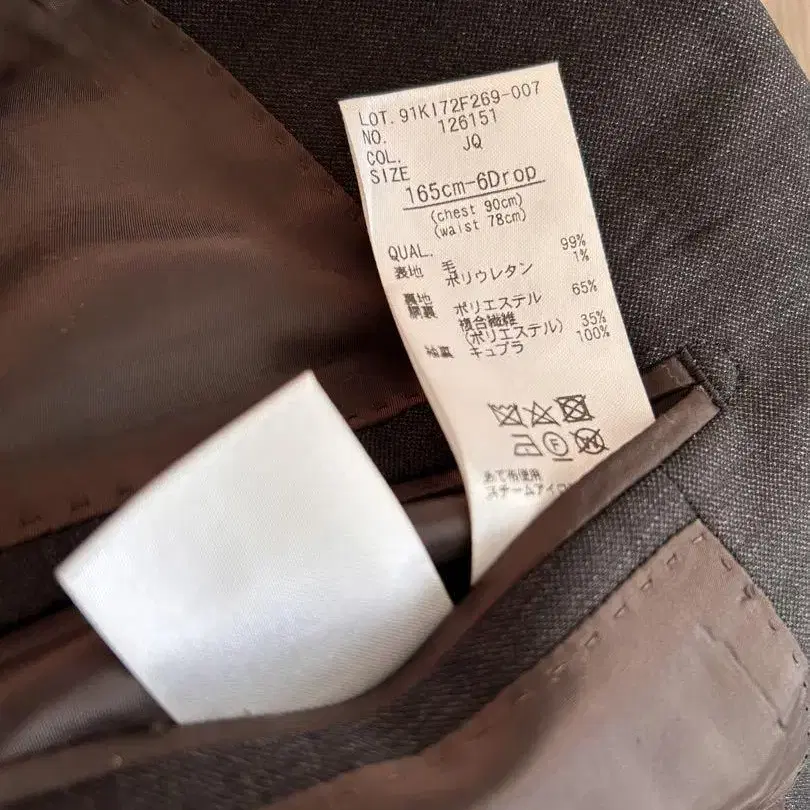 LOT. 91KI72F269-007
NO. 126151
COL. JQ
SIZE
165cm-6Drop
(chest 90cm)
(waist 78cm)
QUAL.
表地 毛 99%
ポリウレタン 1%
裏地
胴裏 ポリエステル 65%
複合繊維
(ポリエステル) 35%
袖裏 キュプラ 100%
F
W
あて布使用
スチームアイロ